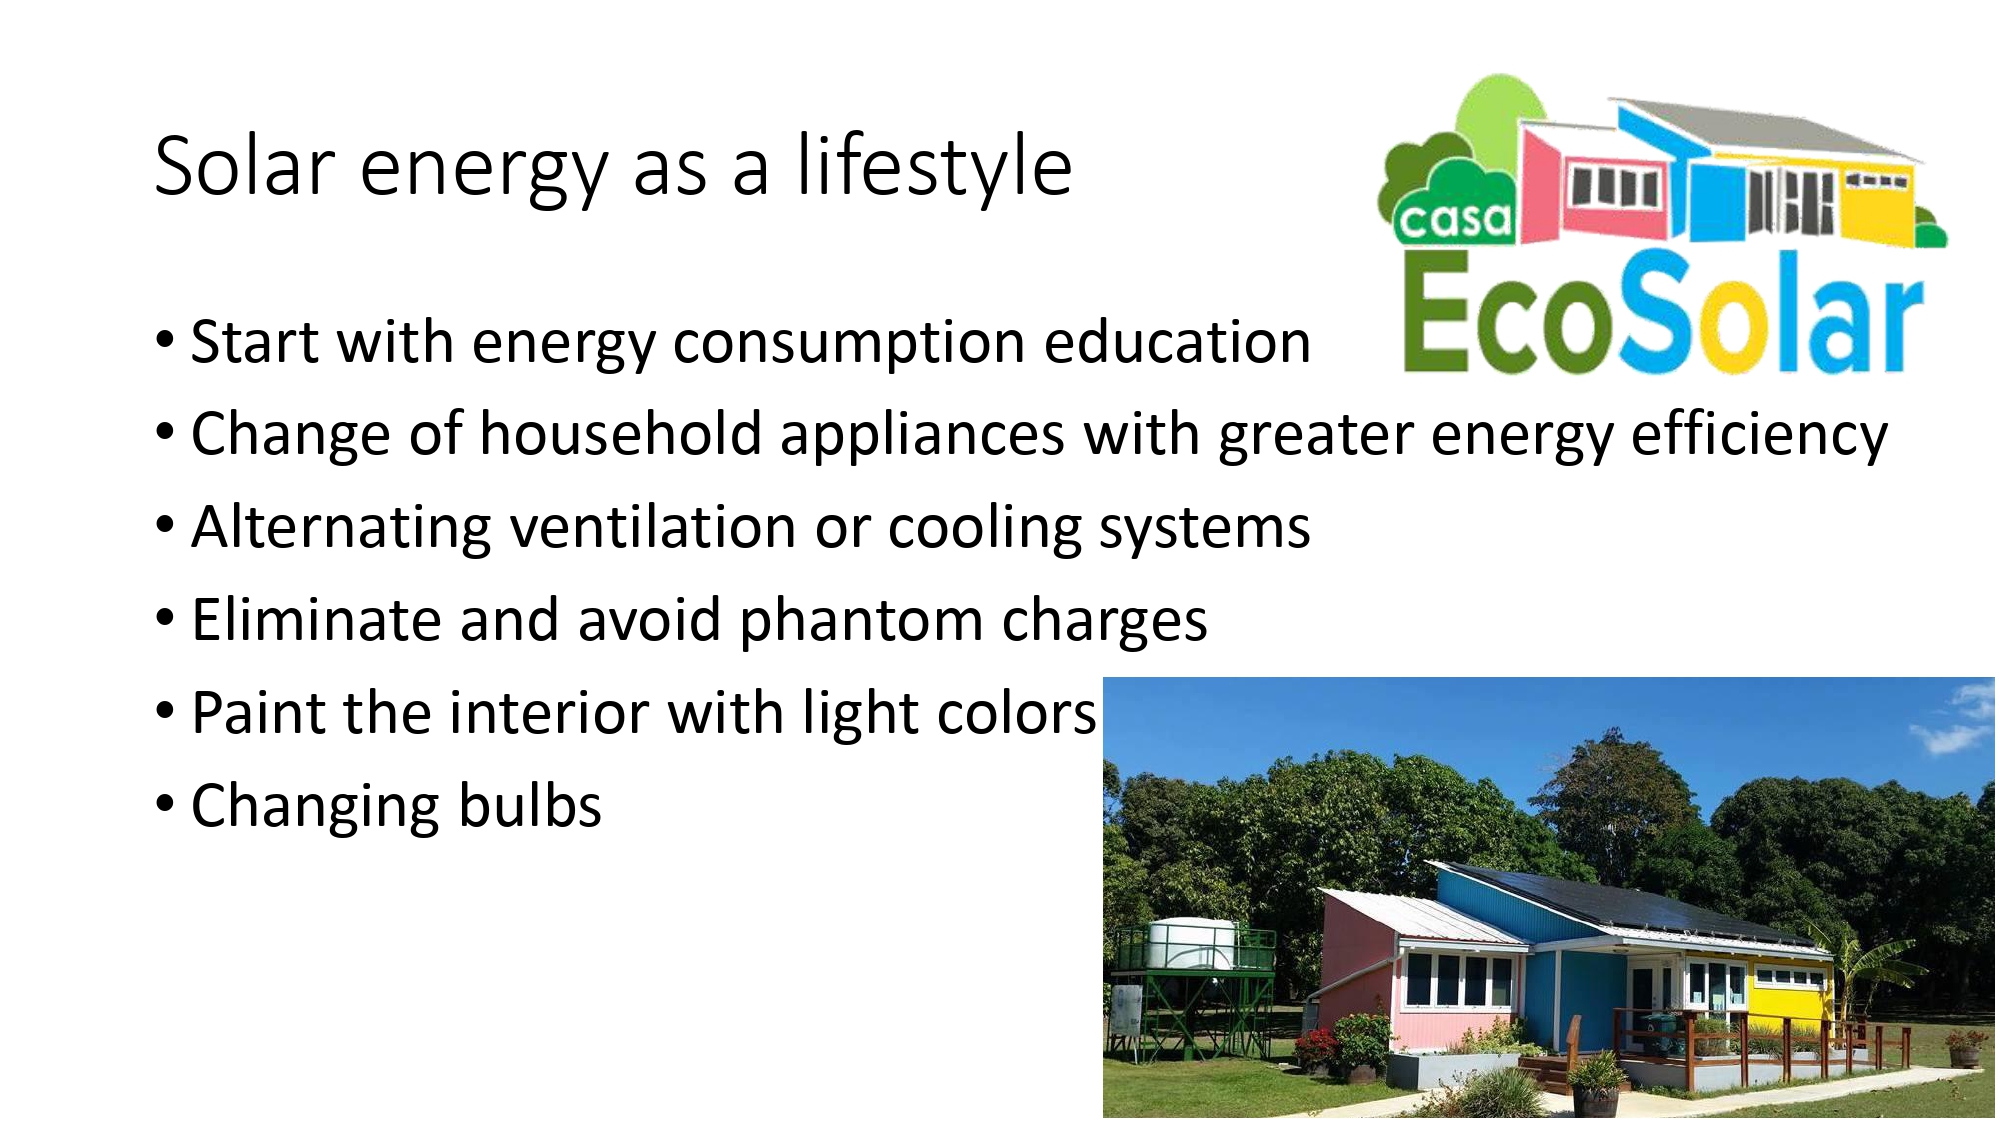 Solar energy as a lifestyle
casa
EcoSolar
• Start with energy consumption education
• Change of household appliances with greater energy efficiency
• Alternating ventilation or cooling systems
• Eliminate and avoid phantom charges
• Paint the interior with light colors
• Changing bulbs